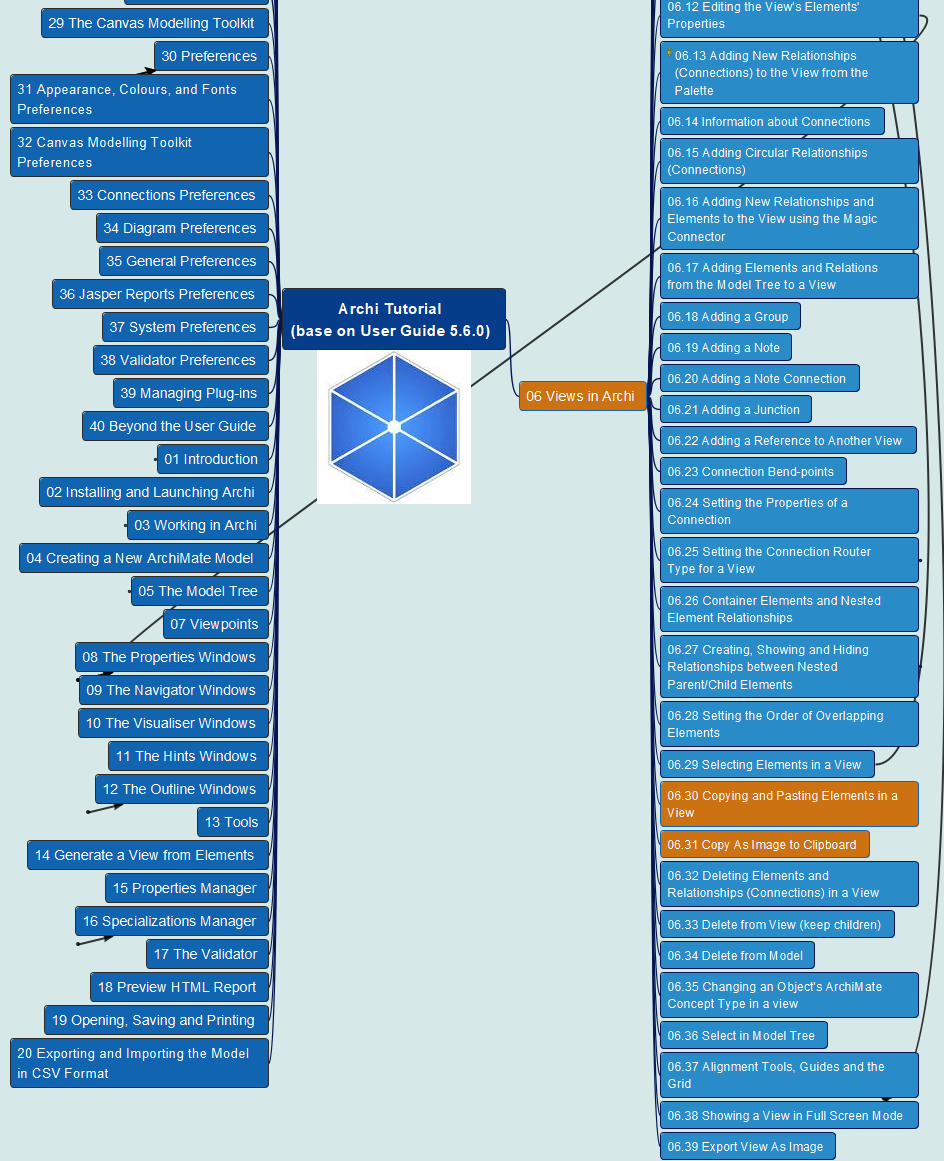 29 The Canvas Modelling Toolkit
30 Preferences
31 Appearance, Colours, and Fonts
Preferences
32 Canvas Modelling Toolkit
Preferences
33 Connections Preferences
34 Diagram Preferences
35 General Preferences
36 Jasper Reports Preferences
37 System Preferences
38 Validator Preferences
39 Managing Plug-ins
40 Beyond the User Guide
01 Introduction
02 Installing and Launching Archi
03 Working in Archi
04 Creating a New ArchiMate Model
05 The Model Tree
07 Viewpoints
08 The Properties Windows
09 The Navigator Windows
10 The Visualiser Windows
11 The Hints Windows
12 The Outline Windows
13 Tools
14 Generate a View from Elements
15 Properties Manager
16 Specializations Manager
17 The Validator
18 Preview HTML Report
19 Opening, Saving and Printing
20 Exporting and Importing the Model
in CSV Format
Archi Tutorial
(base on User Guide 5.6.0)
06 Views in Archi
06.12 Editing the View's Elements'
Properties
06.13 Adding New Relationships
(Connections) to the View from the
Palette
06.14 Information about Connections
06.15 Adding Circular Relationships
(Connections)
06.16 Adding New Relationships and
Elements to the View using the Magic
Connector
06.17 Adding Elements and Relations
from the Model Tree to a View
06.18 Adding a Group
06.19 Adding a Note
06.20 Adding a Note Connection
06.21 Adding a Junction
06.22 Adding a Reference to Another View
06.23 Connection Bend-points
06.24 Setting the Properties of a
Connection
06.25 Setting the Connection Router
Type for a View
06.26 Container Elements and Nested
Element Relationships
06.27 Creating, Showing and Hiding
Relationships between Nested
Parent/Child Elements
06.28 Setting the Order of Overlapping
Elements
06.29 Selecting Elements in a View
06.30 Copying and Pasting Elements in a
View
06.31 Copy As Image to Clipboard
06.32 Deleting Elements and
Relationships (Connections) in a View
06.33 Delete from View (keep children)
06.34 Delete from Model
06.35 Changing an Object's ArchiMate
Concept Type in a view
06.36 Select in Model Tree
06.37 Alignment Tools, Guides and the
Grid
06.38 Showing a View in Full Screen Mode
06.39 Export View As Image